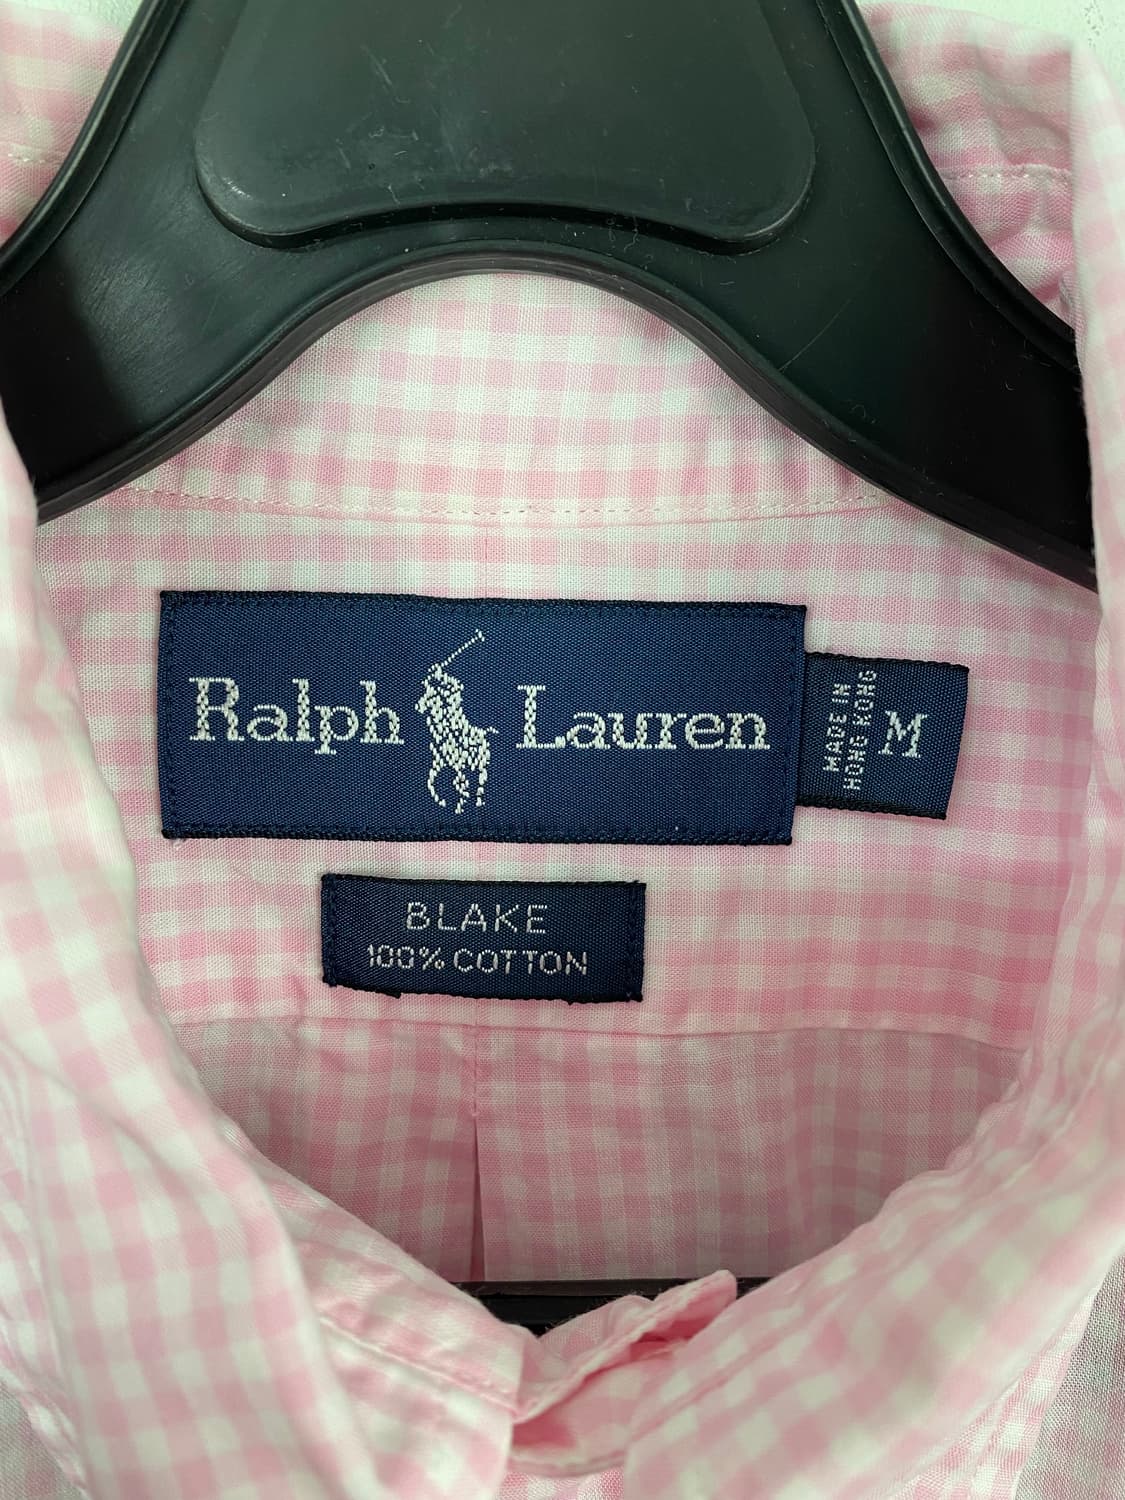 Ralph Lauren
MADE IN
HONG KONG
M
BLAKE
100% COTTON